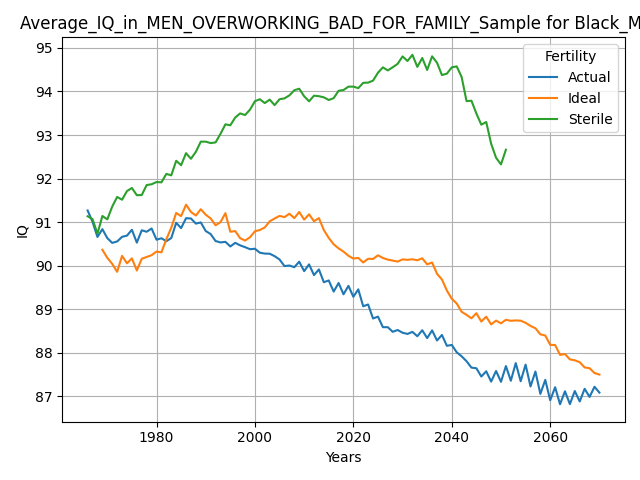 Average_IQ_in_MEN_OVERWORKING_BAD_FOR_FAMILY_Sample for Black_M
95
94
93
92
91
90
89
88
87
IQ
Fertility
Actual
Ideal
Sterile
1980 2000 2020 2040 2060
Years